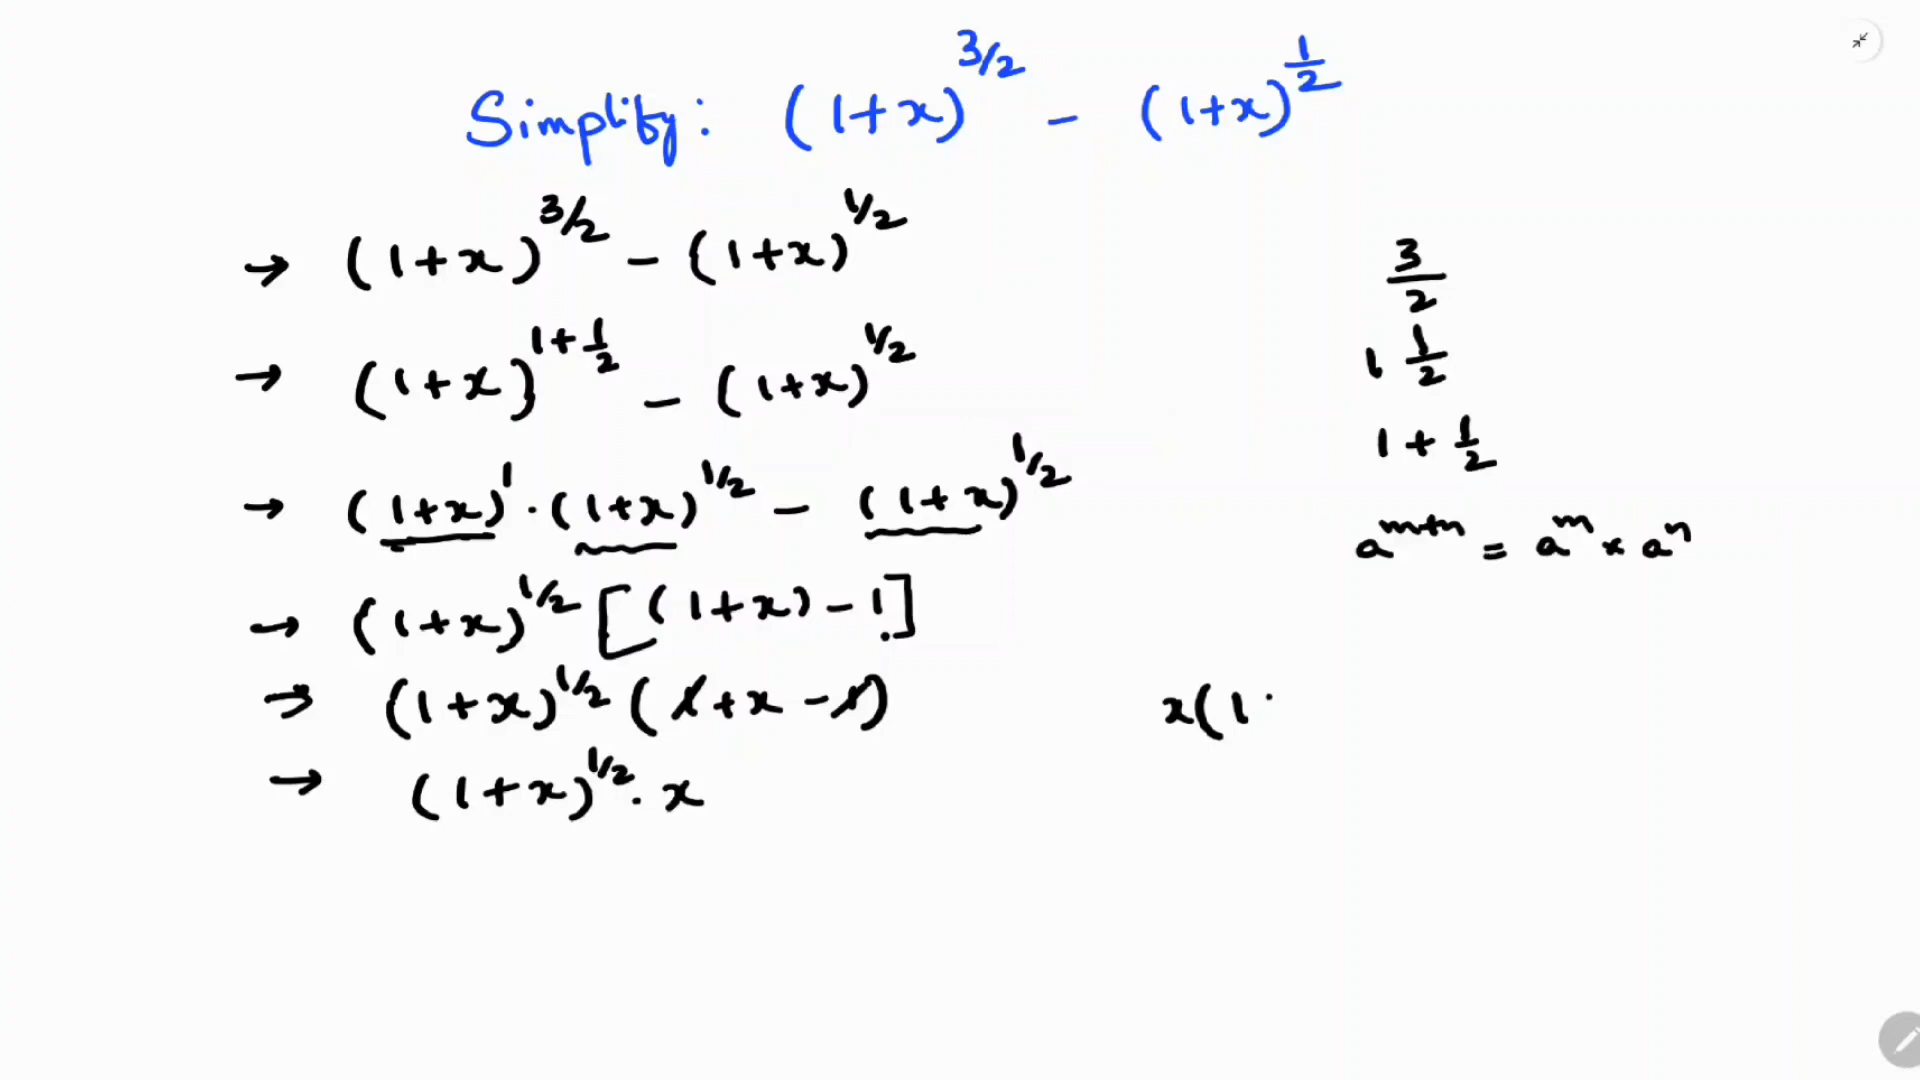 Simplify: (1+x)^3/2 - (1+x)^1/2
→ (1+x)^3/2 - (1+x)^1/2
3/2
→ (1+x)^1+1/2 - (1+x)^1/2
1 1/2
1 + 1/2
→ (1+x)^1 · (1+x)^1/2 - (1+x)^1/2
a^m+n = a^m × a^n
→ (1+x)^1/2 [(1+x) - 1]
→ (1+x)^1/2 (1+x-1)
x(1·
→ (1+x)^1/2 · x